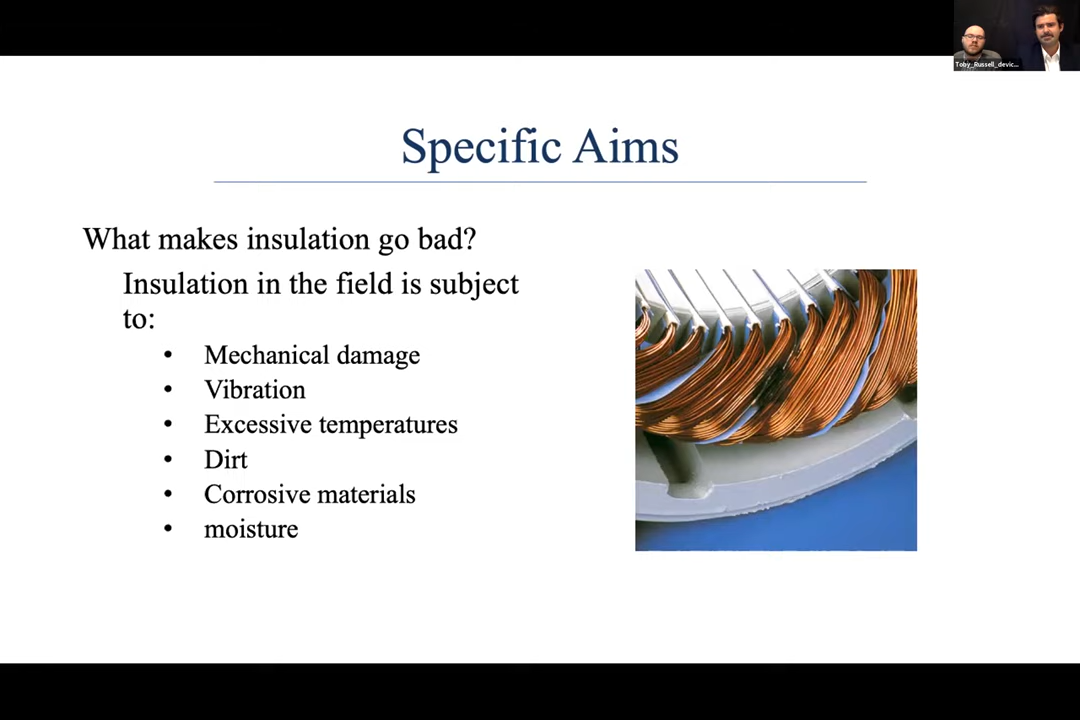 Toby_Russell_devic...
Specific Aims
What makes insulation go bad?
Insulation in the field is subject
to:
• Mechanical damage
• Vibration
• Excessive temperatures
• Dirt
• Corrosive materials
• moisture